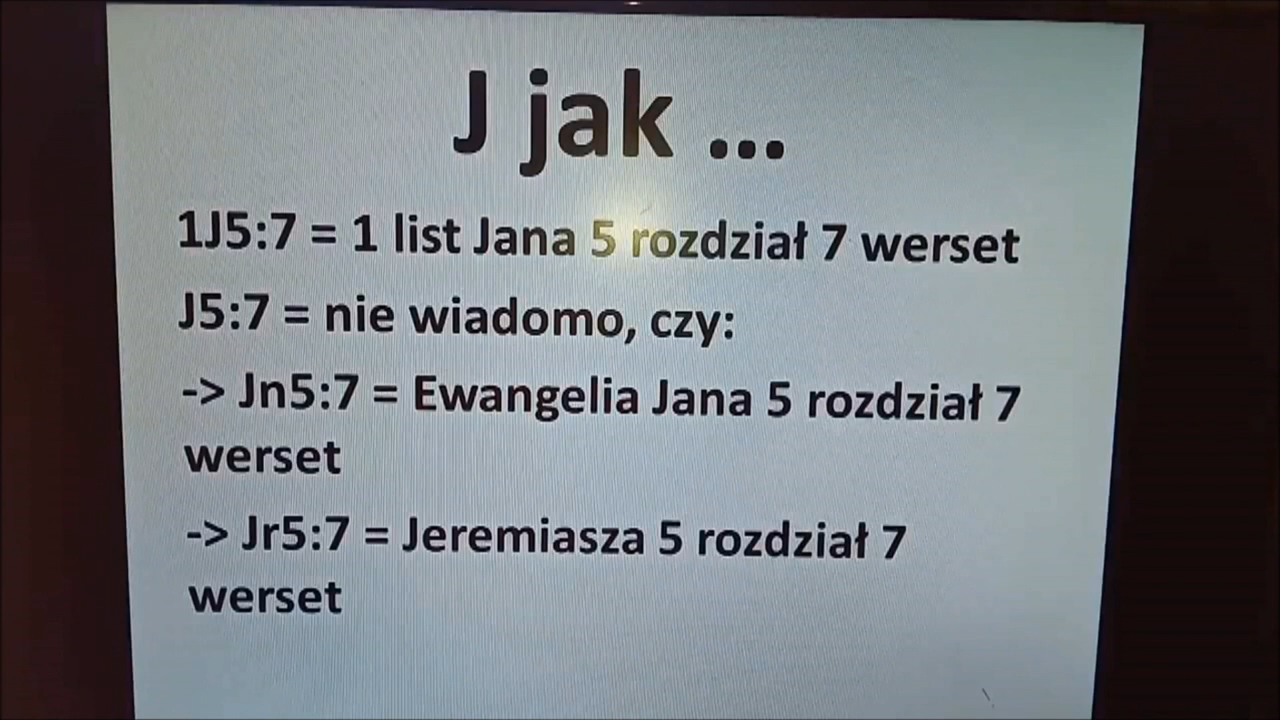 J jak ...
1J5:7 = 1 list Jana 5 rozdział 7 werset
J5:7 = nie wiadomo, czy:
-> Jn5:7 = Ewangelia Jana 5 rozdział 7
werset
-> Jr5:7 = Jeremiasza 5 rozdział 7
werset